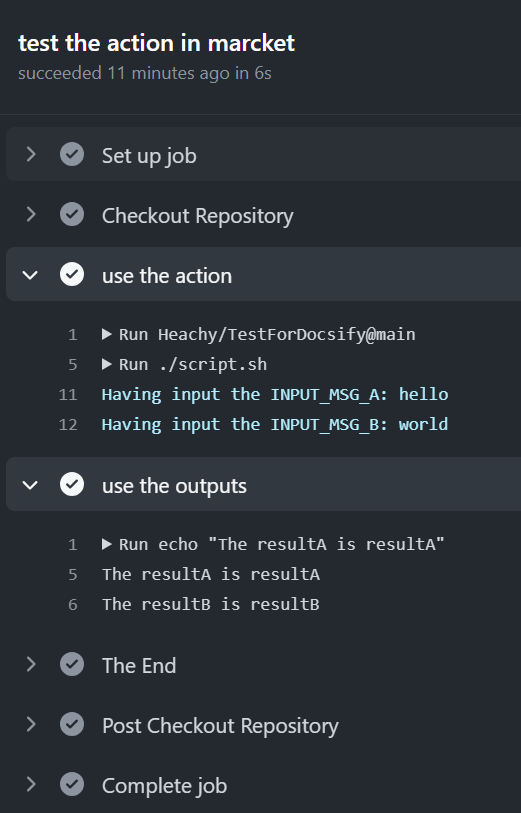 test the action in marcket
succeeded 11 minutes ago in 6s
Set up job
Checkout Repository
use the action
1 Run Heachy/TestForDocsify@main
5 Run ./script.sh
11 Having input the INPUT_MSG_A: hello
12 Having input the INPUT_MSG_B: world
use the outputs
1 Run echo "The resultA is resultA"
5 The resultA is resultA
6 The resultB is resultB
The End
Post Checkout Repository
Complete job